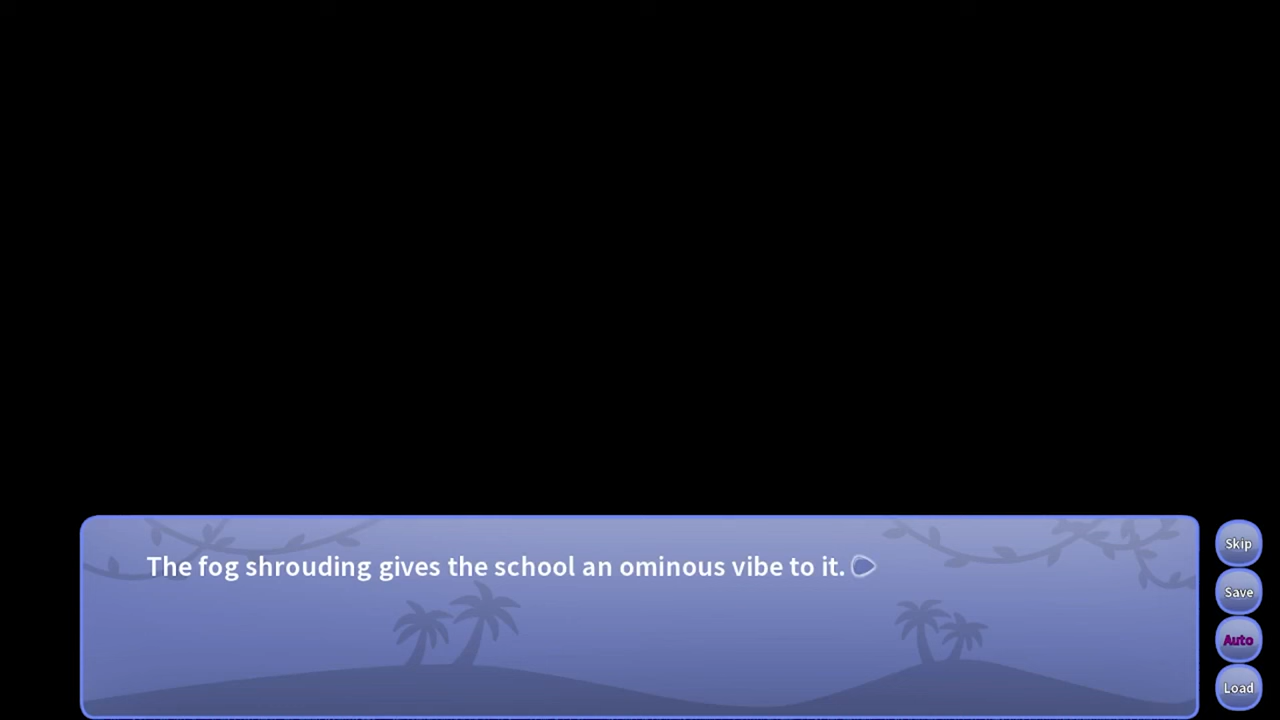 The fog shrouding gives the school an ominous vibe to it.
Skip
Save
Auto
Load